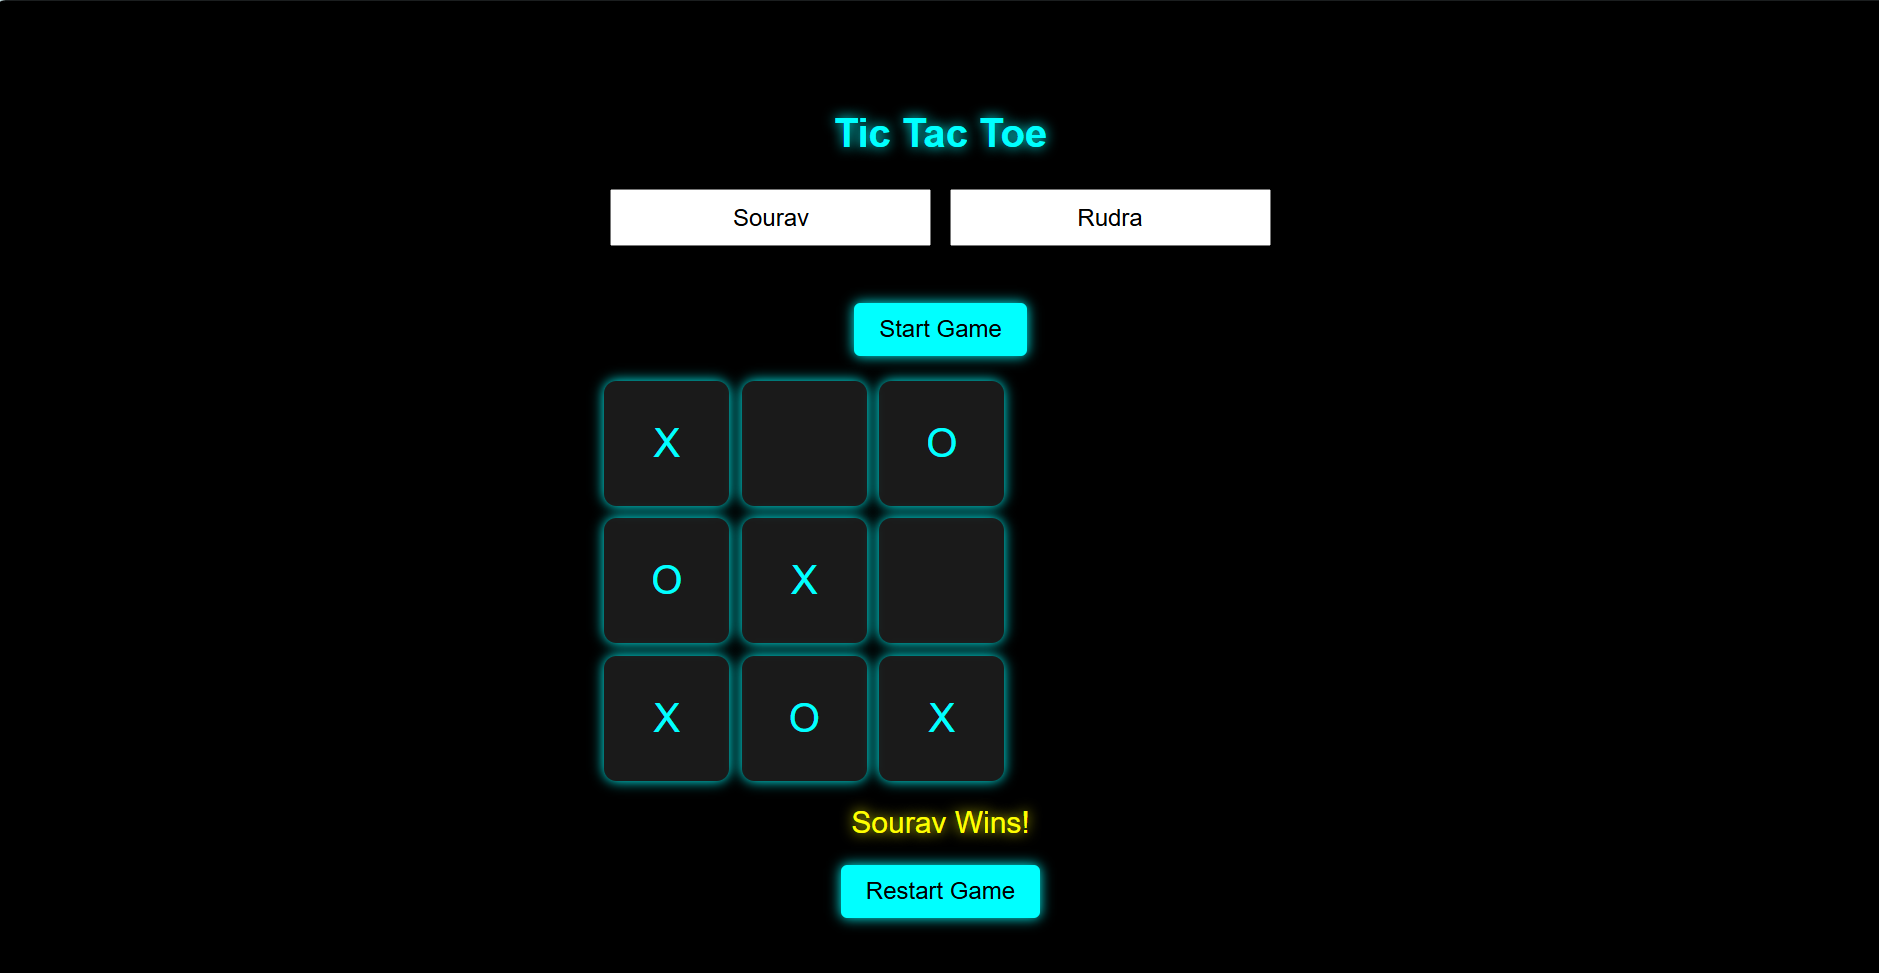 Tic Tac Toe
Sourav Rudra
Start Game
X O
O X
X O X
Sourav Wins!
Restart Game